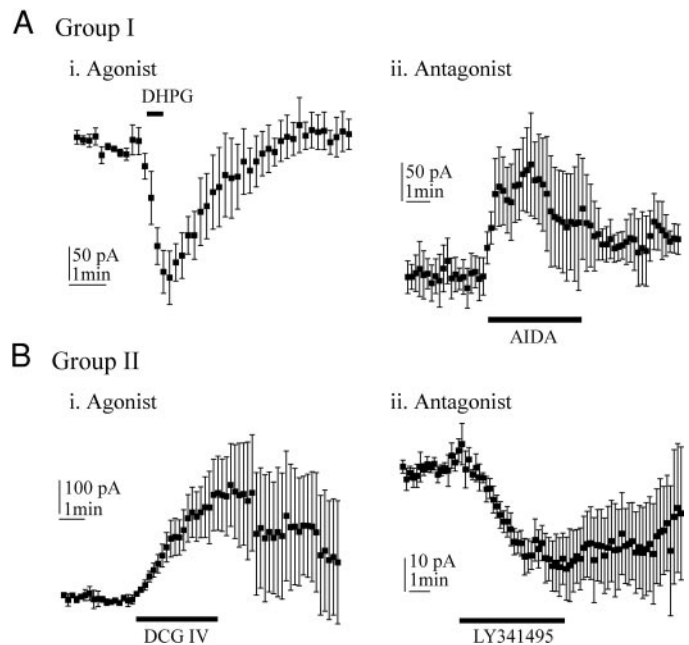 A Group I
i. Agonist
DHPG
50 pA
1min
ii. Antagonist
50 pA
1min
AIDA
B Group II
i. Agonist
100 pA
1min
DCG IV
ii. Antagonist
10 pA
1min
LY341495